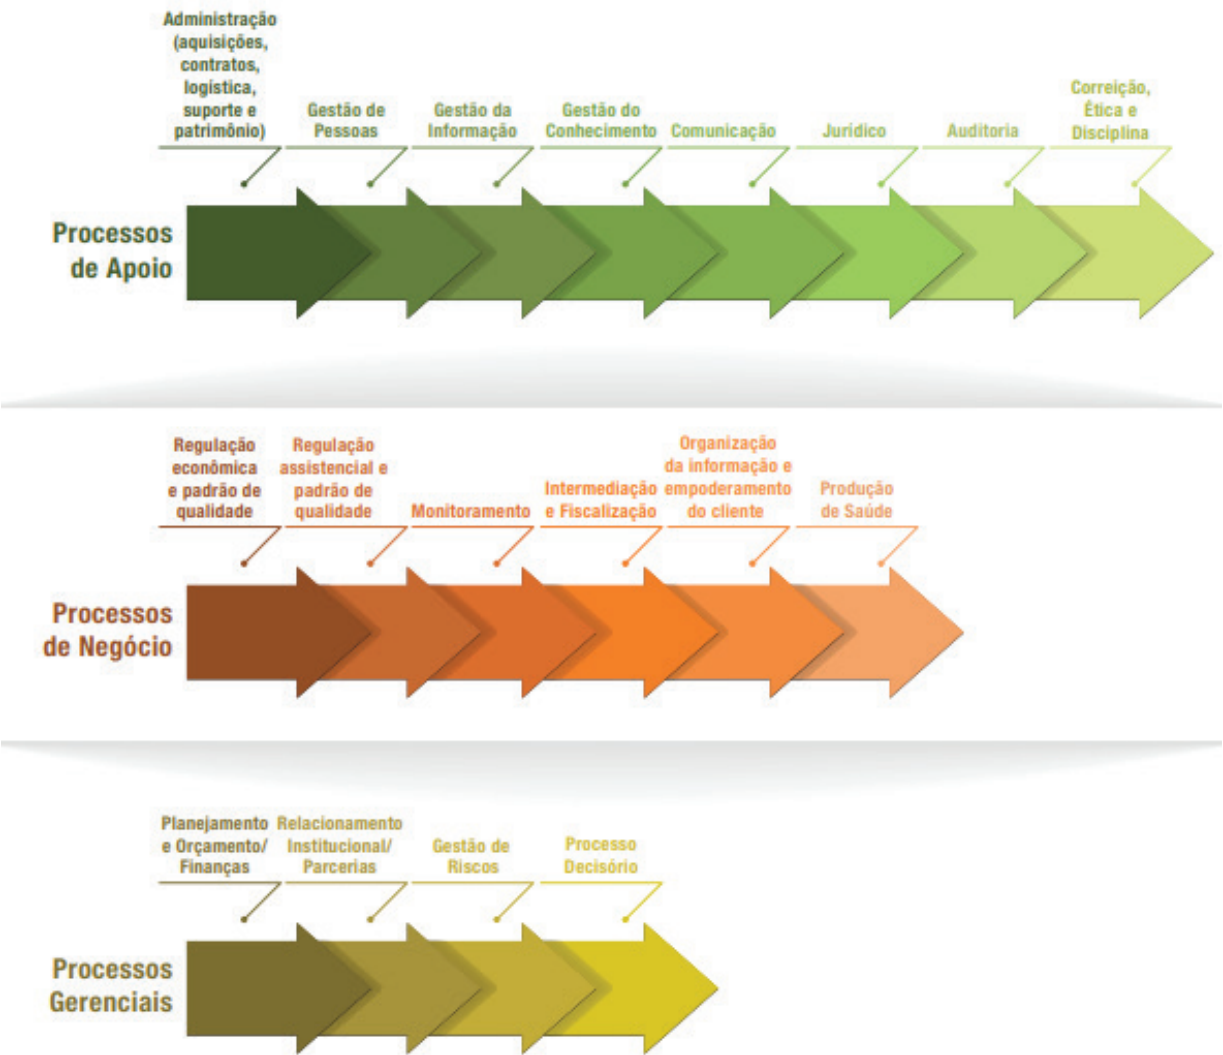 Administração
(aquisições,
contratos,
logística,
suporte e
patrimônio)
Gestão de
Pessoas
Gestão da
Informação
Gestão do
Conhecimento
Comunicação
Jurídico
Auditoria
Correição,
Ética e
Disciplina
Processos
de Apoio
Regulação
econômica
e padrão de
qualidade
Regulação
assistencial e
padrão de
qualidade
Monitoramento
Intermediação
e Fiscalização
Organização
da informação e
empoderamento
do cliente
Produção
de Saúde
Processos
de Negócio
Planejamento
e Orçamento/
Finanças
Relacionamento
Institucional/
Parcerias
Gestão de
Riscos
Processo
Decisório
Processos
Gerenciais